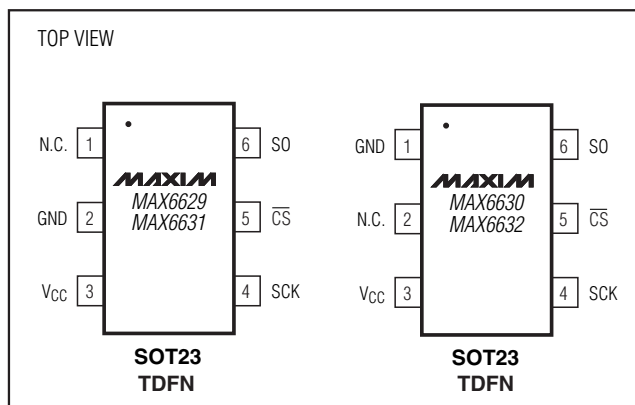 TOP VIEW
N.C. 1
6 SO
MAXIM
MAX6629
MAX6631
GND 2
5 CS
VCC 3
4 SCK
SOT23
TDFN
GND 1
6 SO
MAXIM
MAX6630
MAX6632
N.C. 2
5 CS
VCC 3
4 SCK
SOT23
TDFN